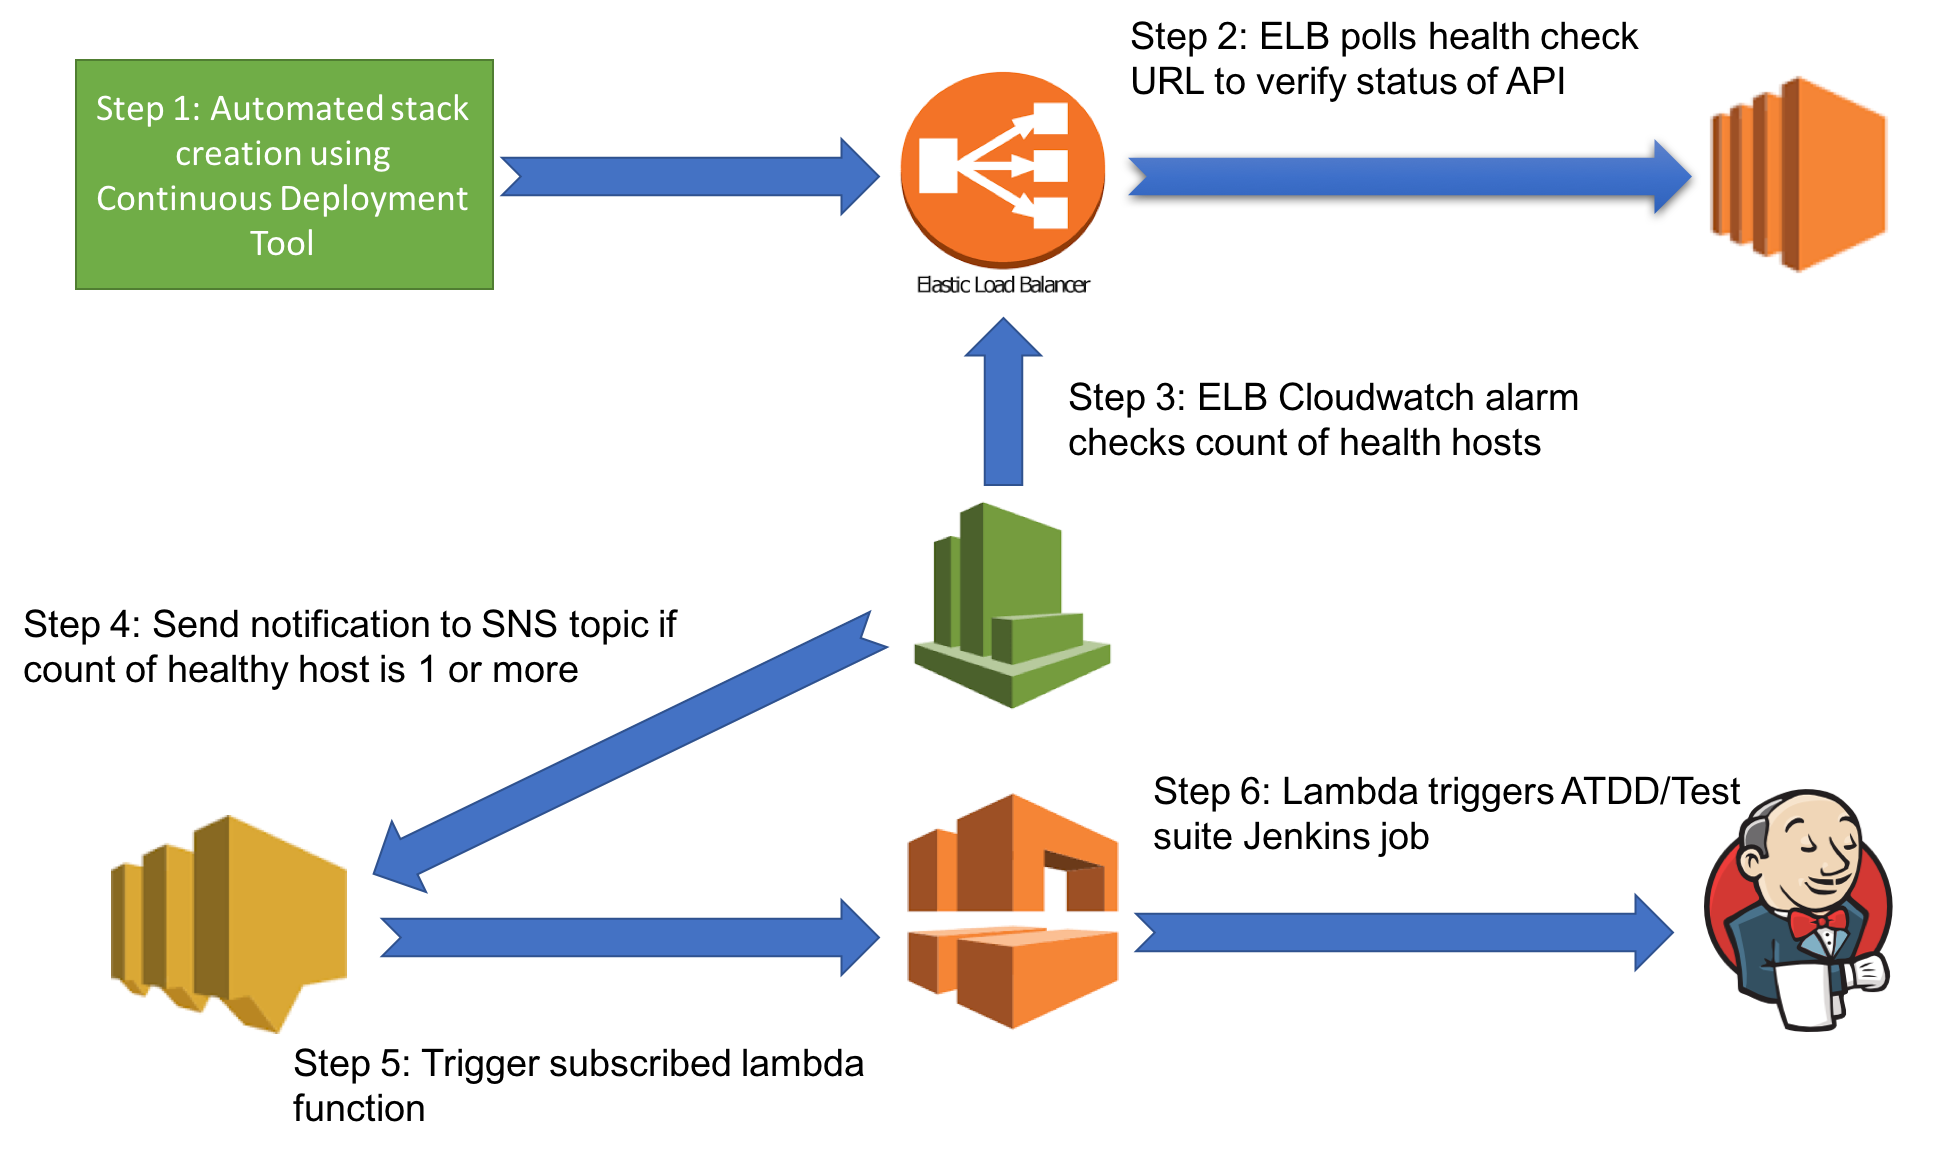 Step 1: Automated stack
creation using
Continuous Deployment
Tool
Elastic Load Balancer
Step 2: ELB polls health check
URL to verify status of API
Step 3: ELB Cloudwatch alarm
checks count of health hosts
Step 4: Send notification to SNS topic if
count of healthy host is 1 or more
Step 5: Trigger subscribed lambda
function
Step 6: Lambda triggers ATDD/Test
suite Jenkins job